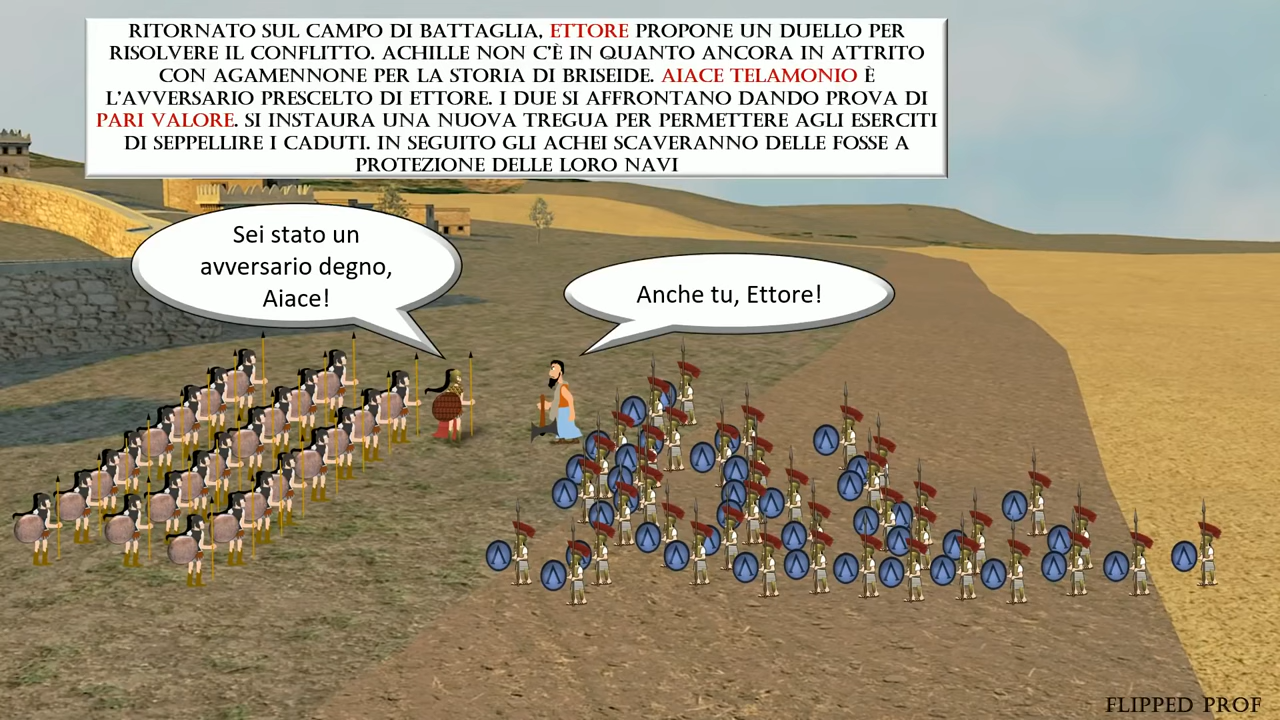 RITORNATO SUL CAMPO DI BATTAGLIA, ETTORE PROPONE UN DUELLO PER
RISOLVERE IL CONFLITTO. ACHILLE NON C'È IN QUANTO ANCORA IN ATTRITO
CON AGAMENNONE PER LA STORIA DI BRISEIDE. AIACE TELAMONIO È
L'AVVERSARIO PRESCELTO DI ETTORE. I DUE SI AFFRONTANO DANDO PROVA DI
PARI VALORE. SI INSTAURA UNA NUOVA TREGUA PER PERMETTERE AGLI ESERCITI
DI SEPPELLIRE I CADUTI. IN SEGUITO GLI ACHEI SCAVERANNO DELLE FOSSE A
PROTEZIONE DELLE LORO NAVI
Sei stato un
avversario degno,
Aiace!
Anche tu, Ettore!
FLIPPED PROF